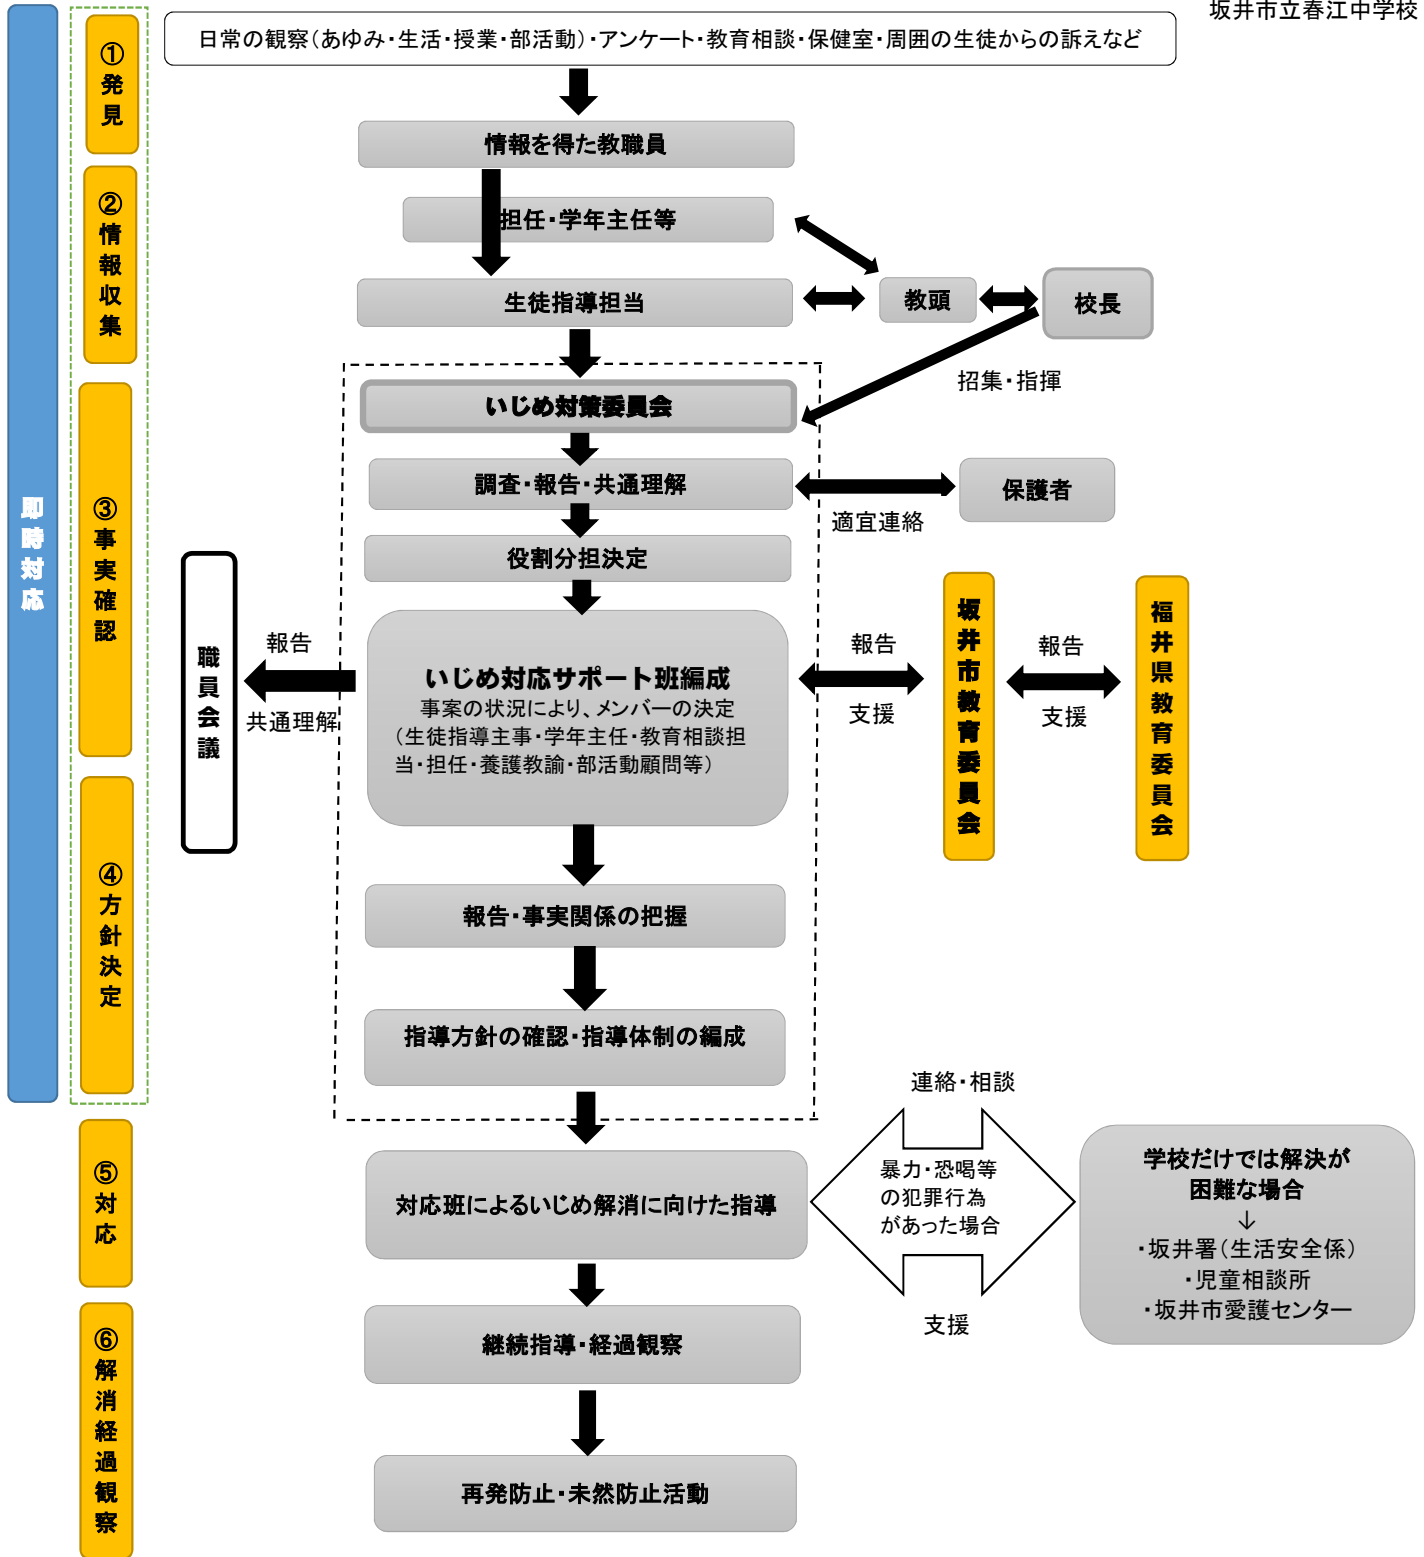 坂井市立春江中学校
日常の観察（あゆみ・生活・授業・部活動）・アンケート・教育相談・保健室・周囲の生徒からの訴えなど
即時対応
①発見
②情報収集
③事実確認
④方針決定
⑤対応
⑥解消経過観察
情報を得た教職員
担任・学年主任等
生徒指導担当
教頭
校長
招集・指揮
いじめ対策委員会
調査・報告・共通理解
適宜連絡
保護者
役割分担決定
職員会議
報告
共通理解
いじめ対応サポート班編成
事案の状況により、メンバーの決定
（生徒指導主事・学年主任・教育相談担
当・担任・養護教諭・部活動顧問等）
報告
支援
坂井市教育委員会
報告
支援
福井県教育委員会
報告・事実関係の把握
指導方針の確認・指導体制の編成
対応班によるいじめ解消に向けた指導
連絡・相談
暴力・恐喝等
の犯罪行為
があった場合
支援
学校だけでは解決が
困難な場合
↓
・坂井署（生活安全係）
・児童相談所
・坂井市愛護センター
継続指導・経過観察
再発防止・未然防止活動